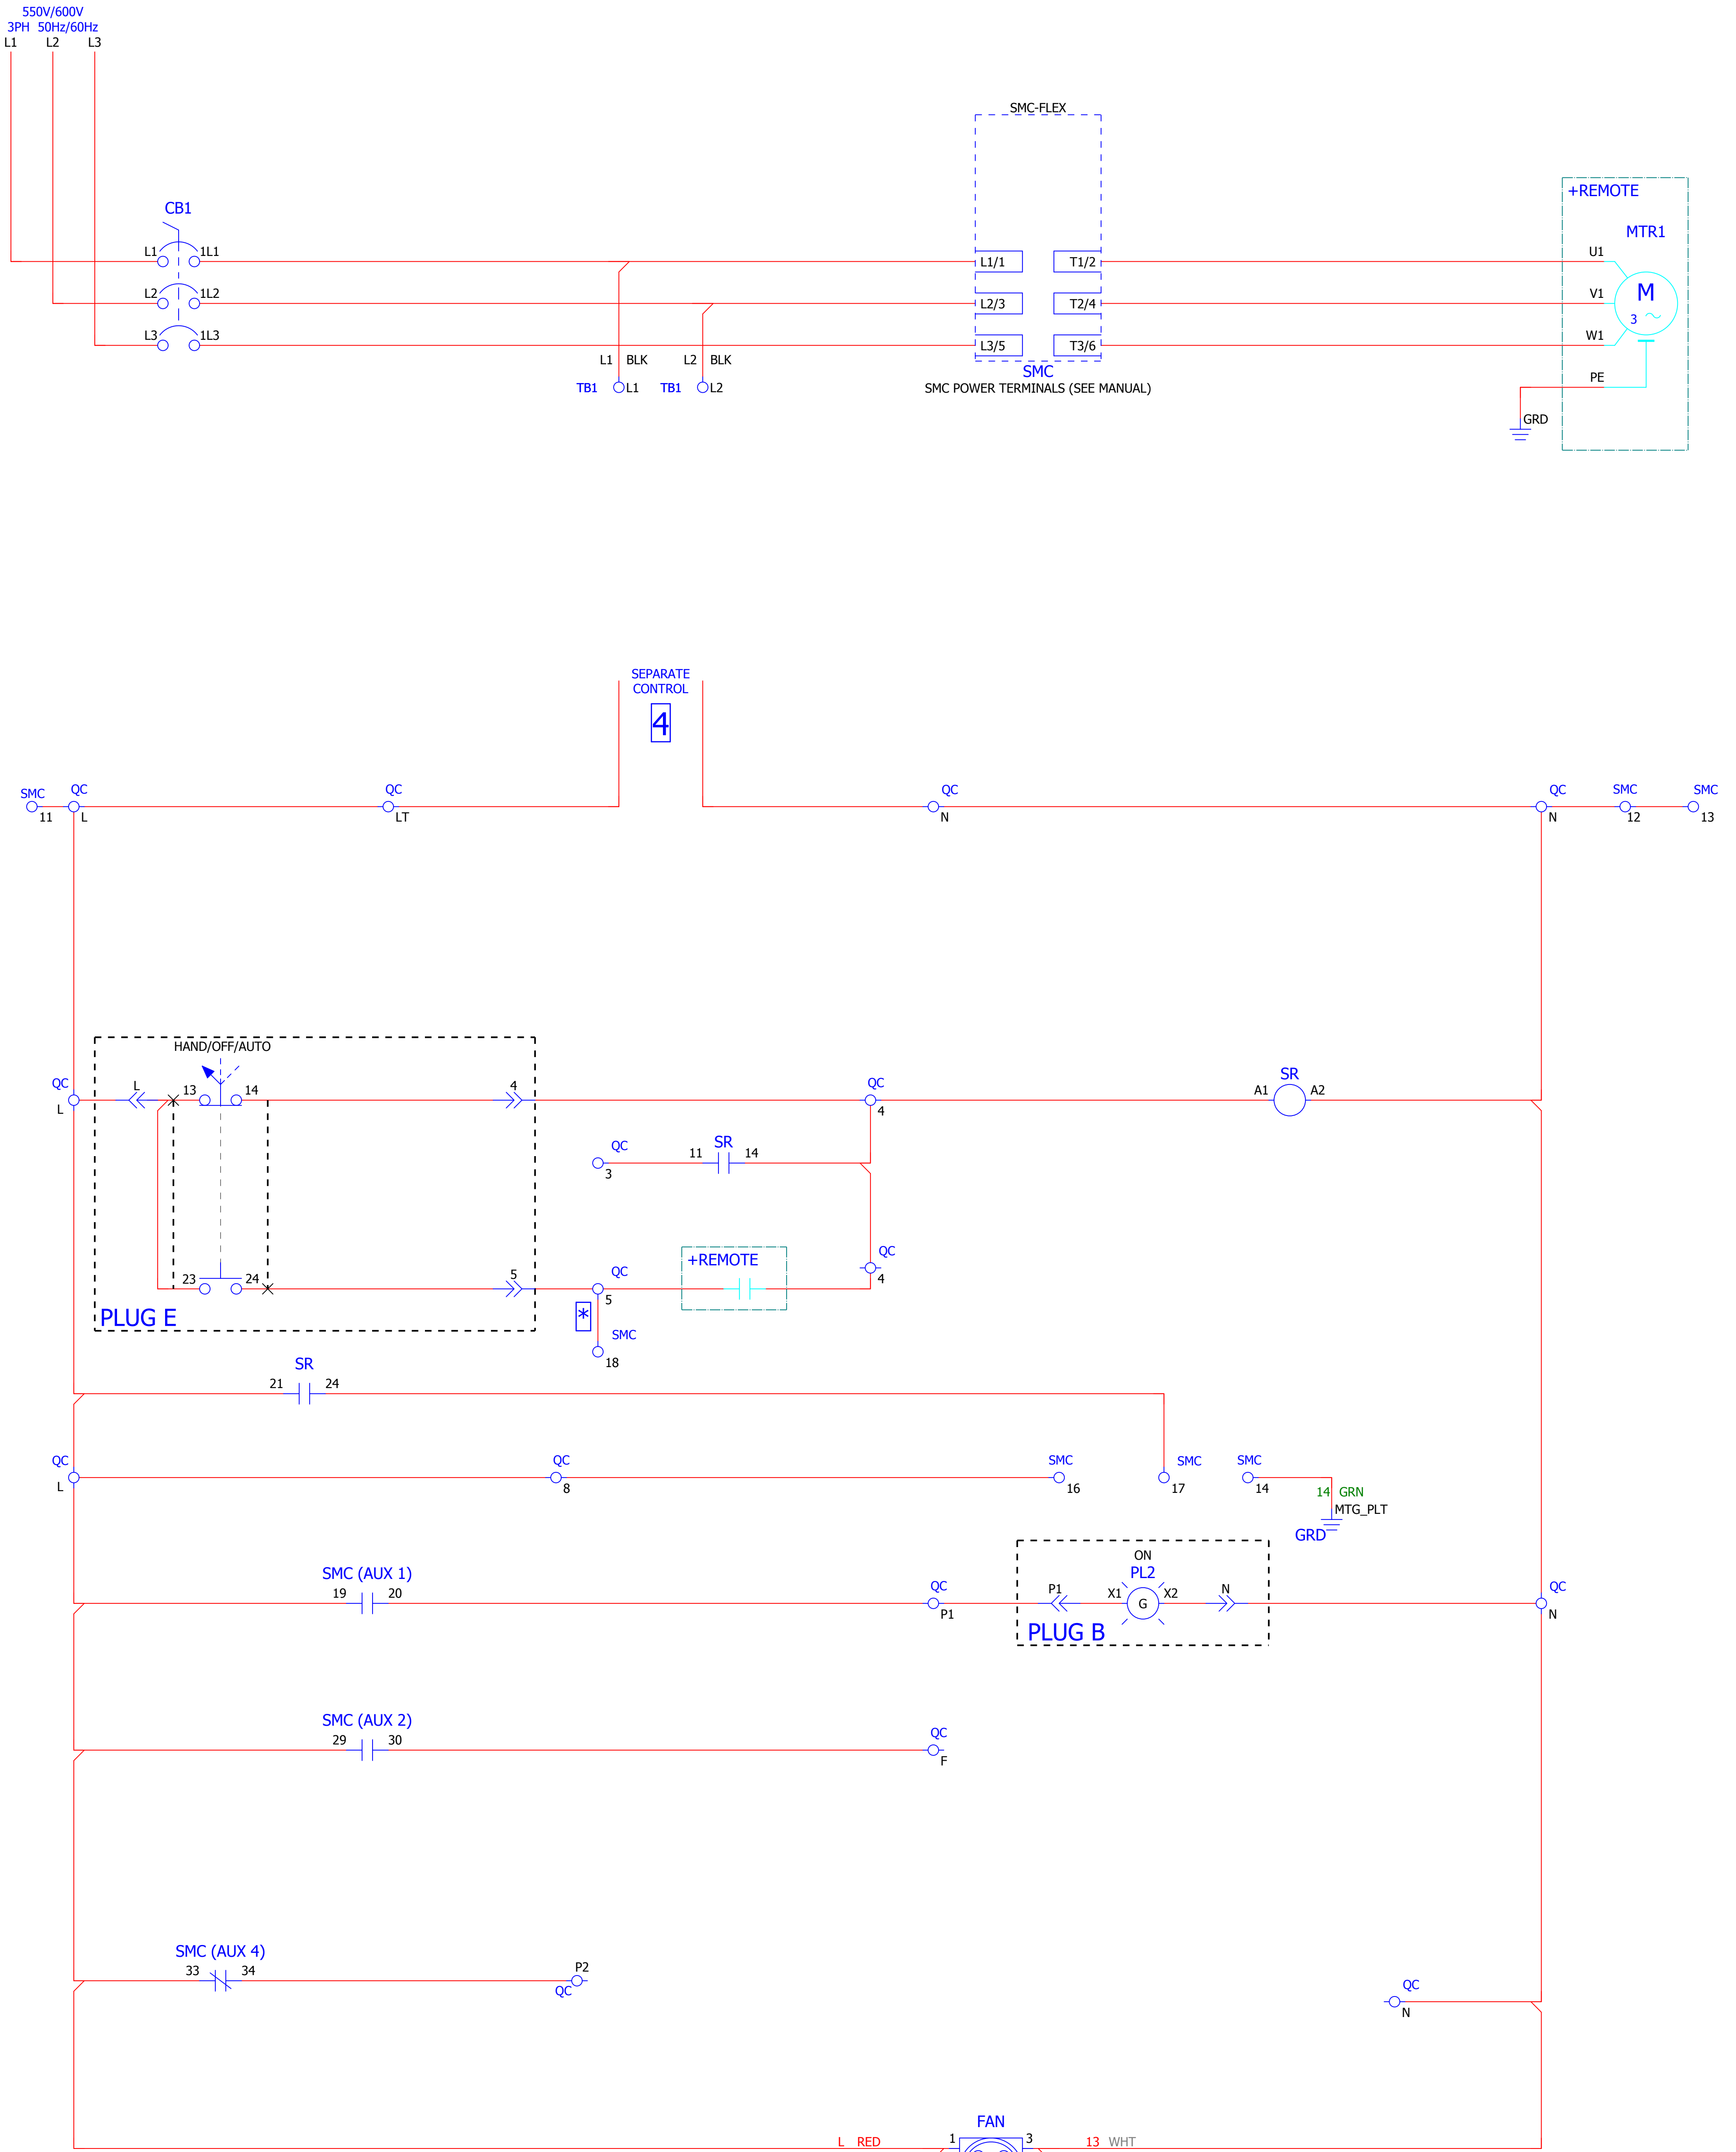 550V/600V
3PH 50Hz/60Hz
L1 L2 L3
SMC-FLEX
+REMOTE
CB1
MTR1
L1 1L1 L1/1 T1/2 U1
L2 1L2 L2/3 T2/4 V1 M
3
L3 1L3 L3/5 T3/6 W1
L1 BLK L2 BLK
SMC
TB1 L1 TB1 L2
SMC POWER TERMINALS (SEE MANUAL)
PE
GRD
SEPARATE
CONTROL
4
SMC QC QC QC QC SMC SMC
11 L LT N N 12 13
HAND/OFF/AUTO
QC L 13 14 4 QC SR
A1 A2
L 4
QC 11 SR 14
3
QC
+REMOTE
4
23 24 5 QC
5
*
PLUG E
SMC
18
SR
21 24
QC QC SMC SMC SMC
L 8 16 17 14
14 GRN
MTG_PLT
GRD
ON
PL2
SMC (AUX 1)
19 20 QC P1 X1 G X2 N QC
P1 N
PLUG B
SMC (AUX 2)
29 30 QC
F
SMC (AUX 4)
33 34 P2
QC
QC
N
FAN
L RED 1 3 13 WHT